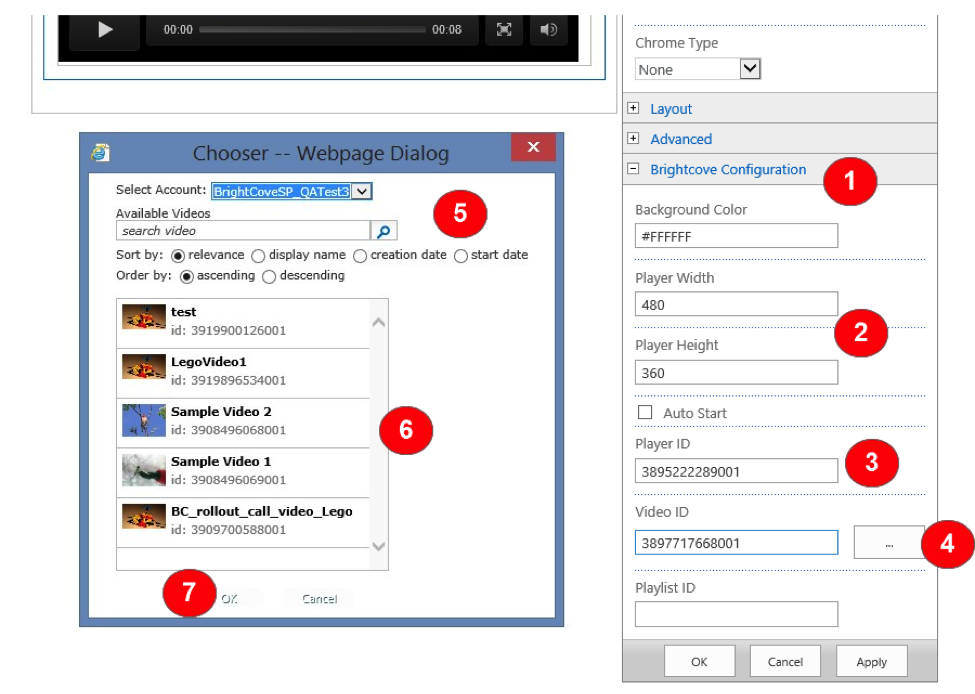 00:00 00:08
Chooser -- Webpage Dialog
Select Account: BrightCoveSP_QATest3
5
Available Videos
search video
Sort by: relevance display name creation date start date
Order by: ascending descending
test
id: 3919900126001
LegoVideo1
id: 3919896534001
Sample Video 2
id: 3908496068001
6
Sample Video 1
id: 3908496069001
BC_rollout_call_video_Lego
id: 3909700588001
7
OK Cancel
Chrome Type
None
Layout
Advanced
Brightcove Configuration
1
Background Color
#FFFFFF
Player Width
480
2
Player Height
360
Auto Start
Player ID
3
3895222289001
Video ID
3897717668001 ...
4
Playlist ID
OK Cancel Apply